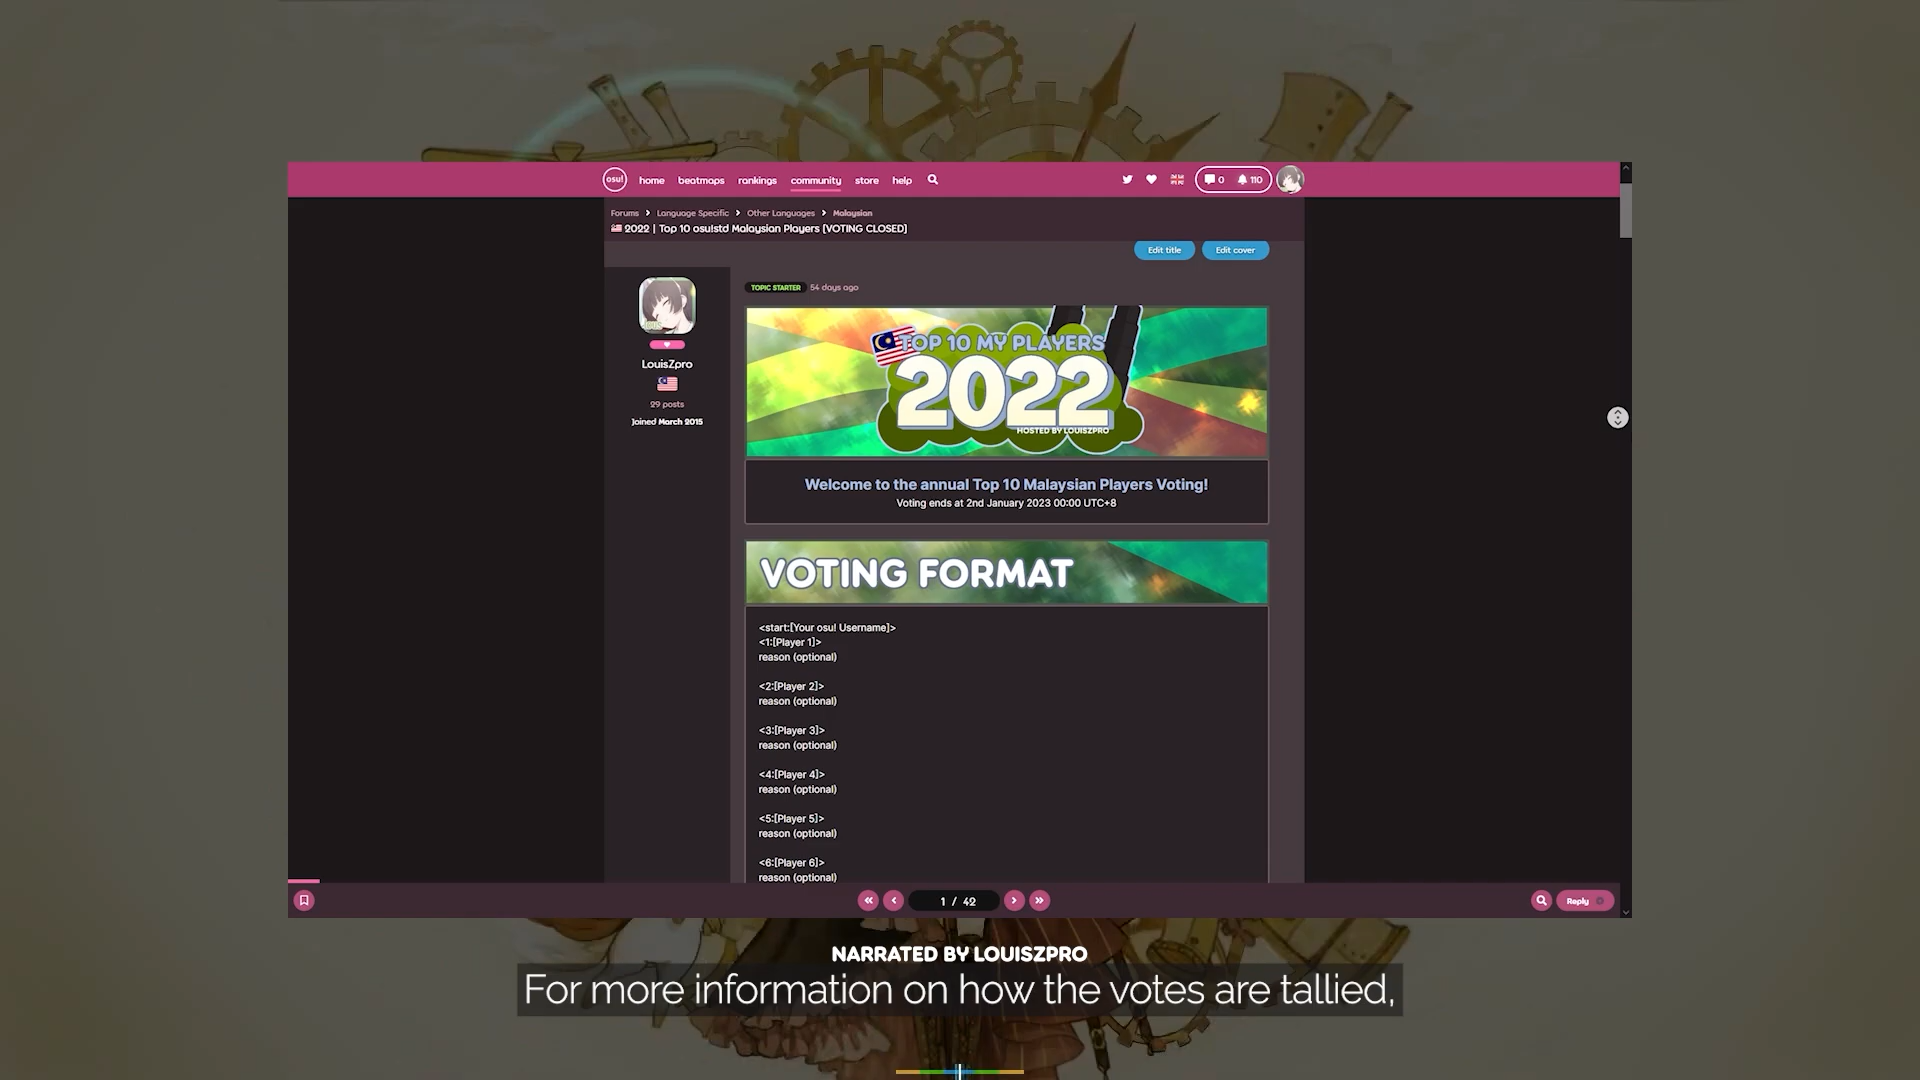 osu!
home
beatmaps
rankings
community
store
help
0
110
Forums > Language Specific > Other Languages > Malaysian
2022 | Top 10 osu!std Malaysian Players [VOTING CLOSED]
Edit title
Edit cover
TOPIC STARTER
54 days ago
LouisZpro
29 posts
Joined March 2015
TOP 10 MY PLAYERS
2022
HOSTED BY LOUISZPRO
Welcome to the annual Top 10 Malaysian Players Voting!
Voting ends at 2nd January 2023 00:00 UTC+8
VOTING FORMAT
<start:[Your osu! Username]>
<1:[Player 1]>
reason (optional)
<2:[Player 2]>
reason (optional)
<3:[Player 3]>
reason (optional)
<4:[Player 4]>
reason (optional)
<5:[Player 5]>
reason (optional)
<6:[Player 6]>
reason (optional)
1 / 42
Reply
NARRATED BY LOUISZPRO
For more information on how the votes are tallied,